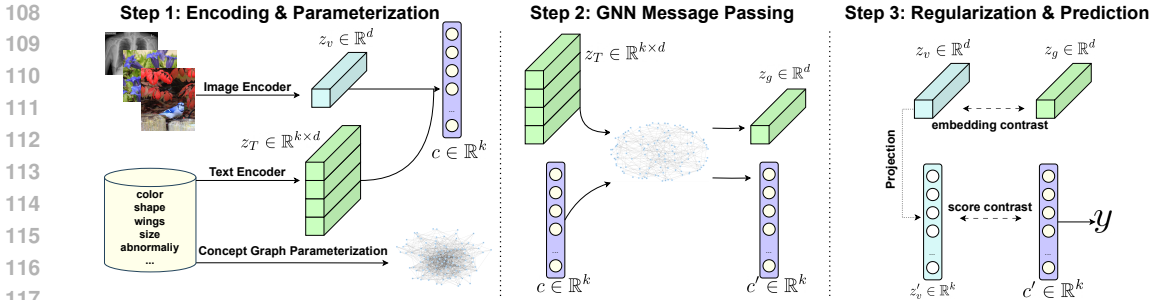 108
109
110
111
112
113
114
115
116
117
Step 1: Encoding & Parameterization
Image Encoder
z_v ∈ ℝ^d
z_T ∈ ℝ^{k×d}
c ∈ ℝ^k
...
Text Encoder
color
shape
wings
size
abnormaliy
...
Concept Graph Parameterization
Step 2: GNN Message Passing
z_T ∈ ℝ^{k×d}
z_g ∈ ℝ^d
...
c ∈ ℝ^k
...
c′ ∈ ℝ^k
Step 3: Regularization & Prediction
z_v ∈ ℝ^d
z_g ∈ ℝ^d
embedding contrast
Projection
score contrast
...
z′_v ∈ ℝ^k
...
c′ ∈ ℝ^k
y